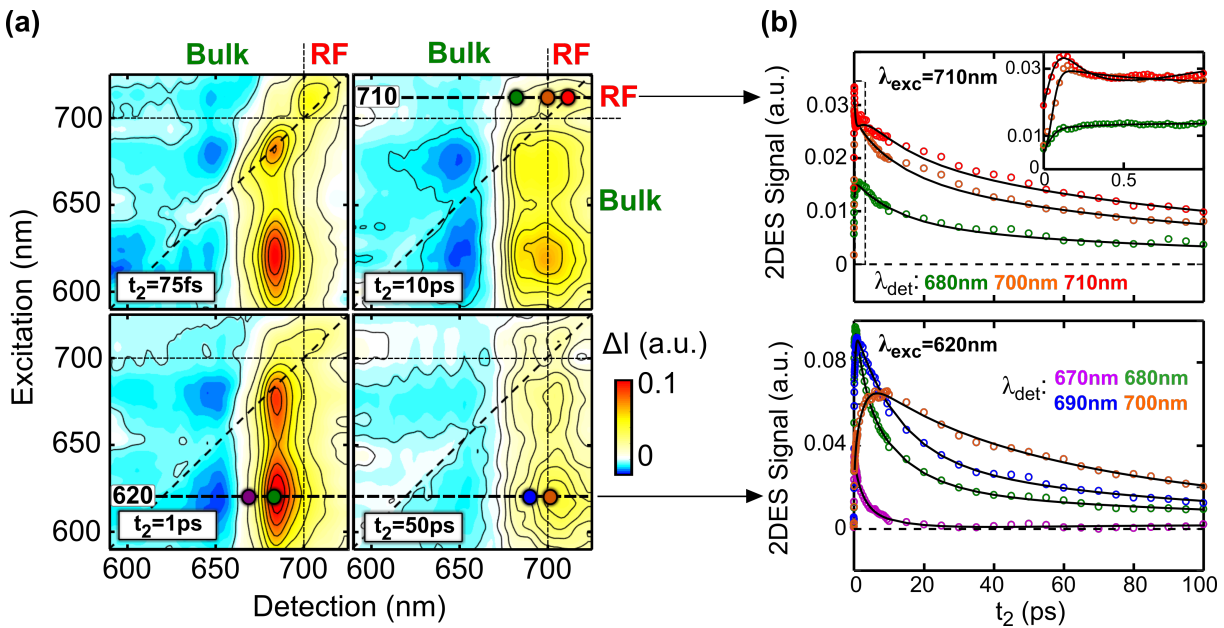 (a)
Bulk RF Bulk RF
700
650
600
t₂=75fs
710
t₂=10ps
RF
Bulk
700
650
600
620
t₂=1ps
t₂=50ps
Excitation (nm)
600 650 700 600 650 700
Detection (nm)
ΔI (a.u.)
0.1
0
(b)
λexc=710nm
0.03
0.02
0.01
0
2DES Signal (a.u.)
0.03
0.01
0 0.5
λdet: 680nm 700nm 710nm
λexc=620nm
λdet: 670nm 680nm
690nm 700nm
0.08
0.04
0
2DES Signal (a.u.)
0 20 40 60 80 100
t₂ (ps)